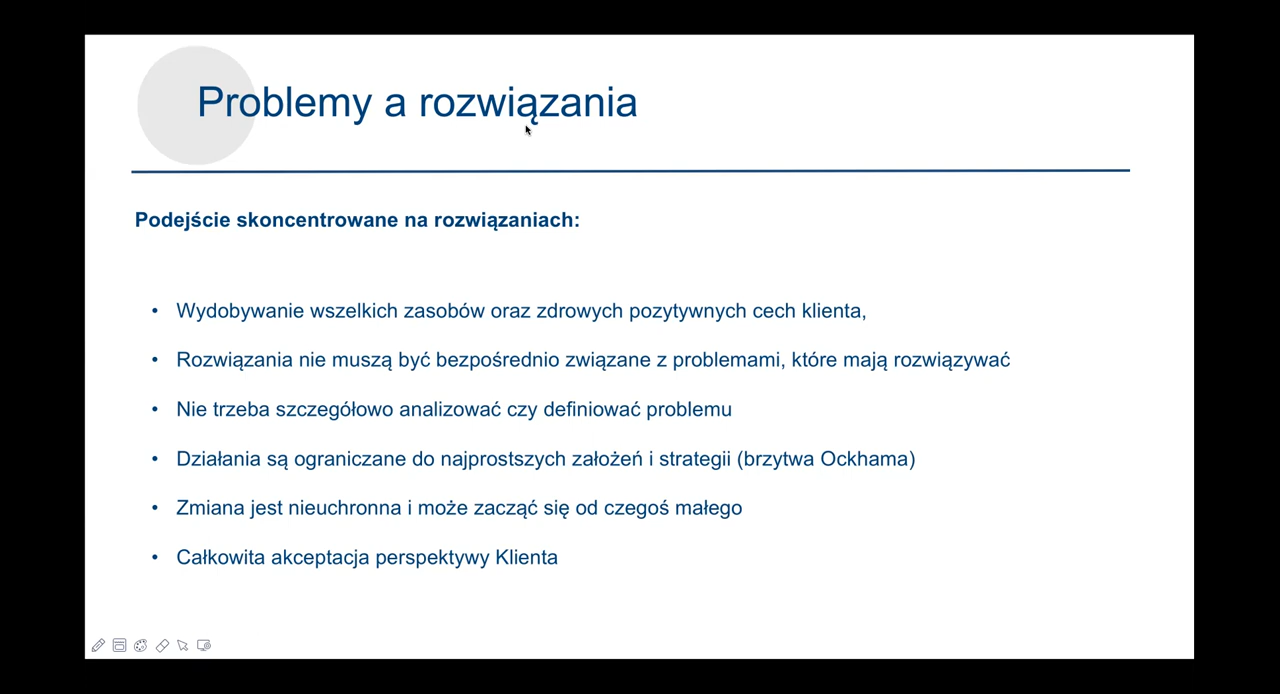 Problemy a rozwiązania
Podejście skoncentrowane na rozwiązaniach:
• Wydobywanie wszelkich zasobów oraz zdrowych pozytywnych cech klienta,
• Rozwiązania nie muszą być bezpośrednio związane z problemami, które mają rozwiązywać
• Nie trzeba szczegółowo analizować czy definiować problemu
• Działania są ograniczane do najprostszych założeń i strategii (brzytwa Ockhama)
• Zmiana jest nieuchronna i może zacząć się od czegoś małego
• Całkowita akceptacja perspektywy Klienta